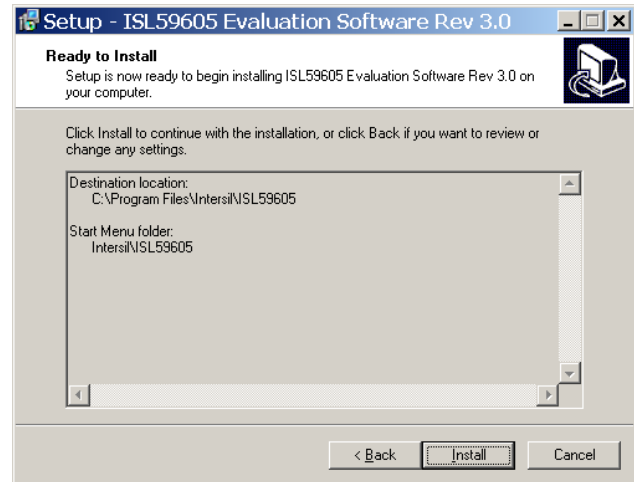 Setup - ISL59605 Evaluation Software Rev 3.0
Ready to Install
Setup is now ready to begin installing ISL59605 Evaluation Software Rev 3.0 on
your computer.
Click Install to continue with the installation, or click Back if you want to review or
change any settings.
Destination location:
C:\Program Files\Intersil\ISL59605
Start Menu folder:
Intersil\ISL59605
< Back
Install
Cancel